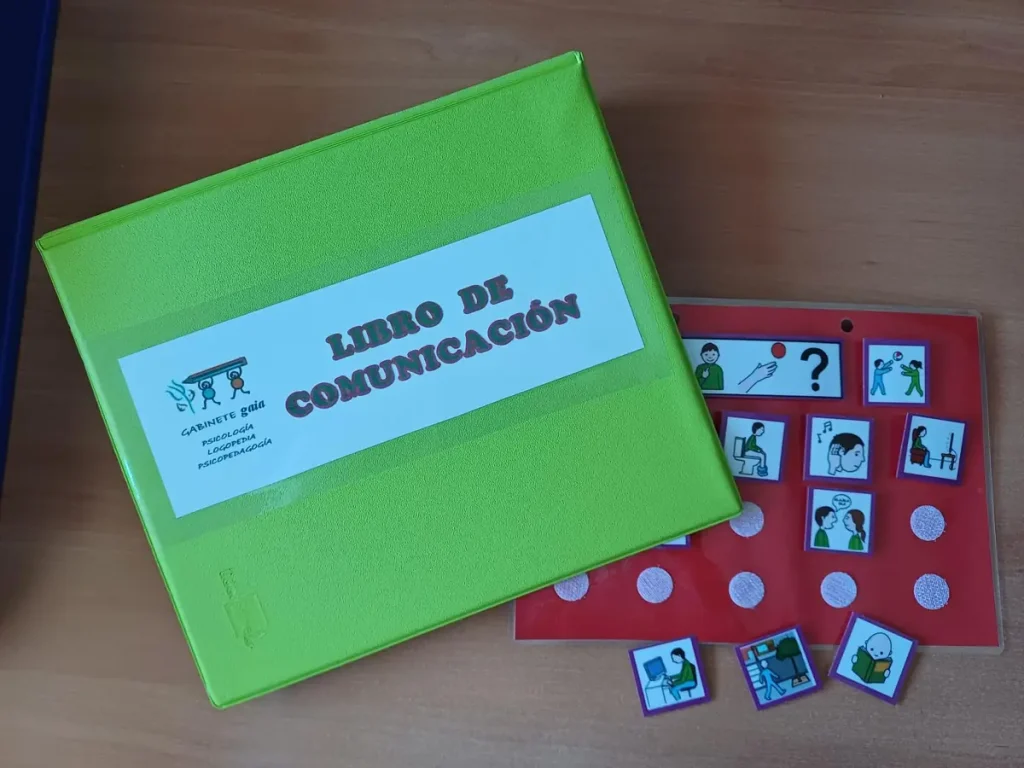 LIBRO DE
COMUNICACIÓN
GABINETE gaia
PSICOLOGÍA
LOGOPEDIA
PSICOPEDAGOGÍA
?